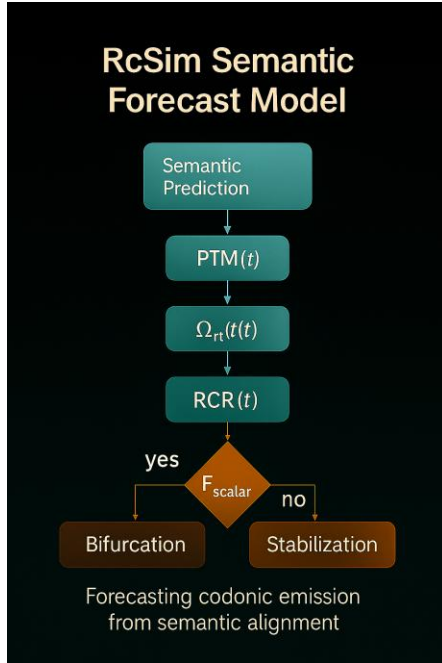 RcSim Semantic
Forecast Model
Semantic
Prediction
PTM(t)
Ω_rt(t(t)
RCR(t)
yes
F_scalar
no
Bifurcation
Stabilization
Forecasting codonic emission
from semantic alignment